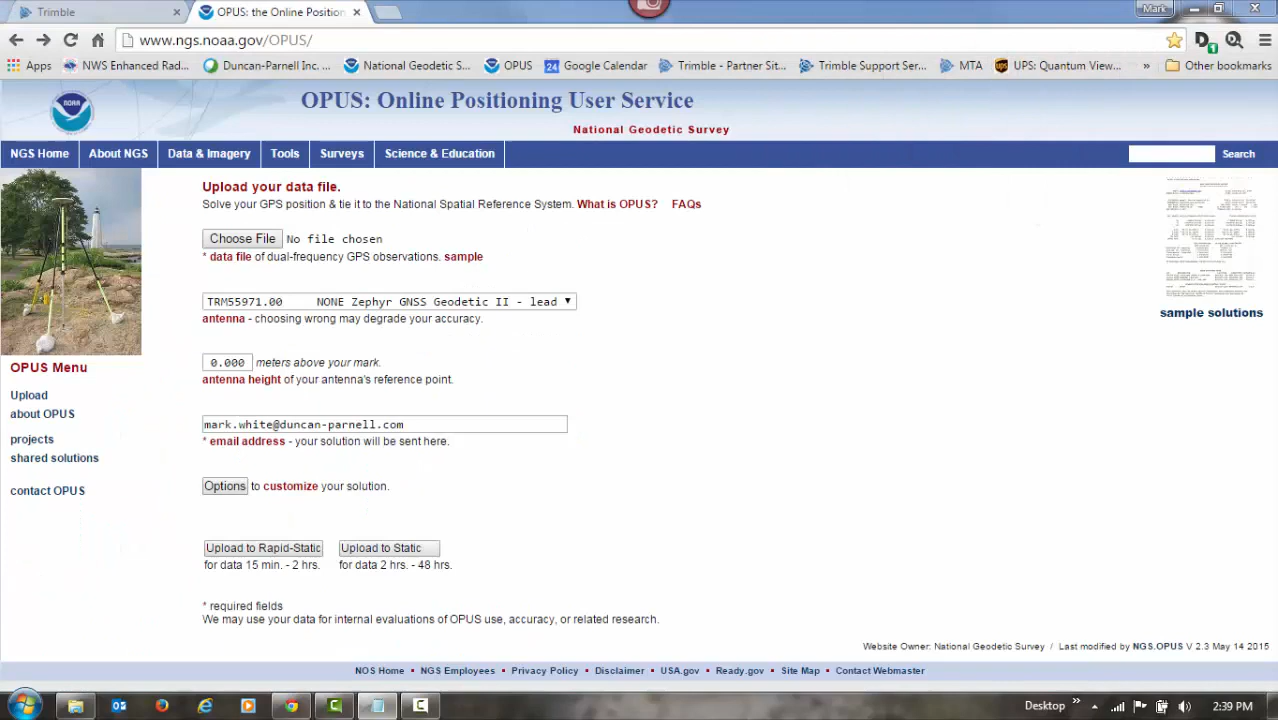 Trimble
OPUS: the Online Position
Mark
www.ngs.noaa.gov/OPUS/
Apps
NWS Enhanced Rad...
Duncan-Parnell Inc. ...
National Geodetic S...
OPUS
24
Google Calendar
Trimble - Partner Sit...
Trimble Support Ser...
MTA
UPS: Quantum View...
»
Other bookmarks
NOAA
OPUS: Online Positioning User Service
National Geodetic Survey
NGS Home
About NGS
Data & Imagery
Tools
Surveys
Science & Education
Search
Upload your data file.
Solve your GPS position & tie it to the National Spatial Reference System. What is OPUS? FAQs
Choose File No file chosen
* data file of dual-frequency GPS observations. sample
TRM55971.00 NONE Zephyr GNSS Geodetic II - Lead
antenna - choosing wrong may degrade your accuracy.
0.000 meters above your mark.
antenna height of your antenna's reference point.
mark.white@duncan-parnell.com
* email address - your solution will be sent here.
Options to customize your solution.
Upload to Rapid-Static
Upload to Static
for data 15 min. - 2 hrs.
for data 2 hrs. - 48 hrs.
* required fields
We may use your data for internal evaluations of OPUS use, accuracy, or related research.
OPUS Menu
Upload
about OPUS
projects
shared solutions
contact OPUS
sample solutions
Website Owner: National Geodetic Survey / Last modified by NGS.OPUS V 2.3 May 14 2015
NOS Home
NGS Employees
Privacy Policy
Disclaimer
USA.gov
Ready.gov
Site Map
Contact Webmaster
Desktop
»
2:39 PM